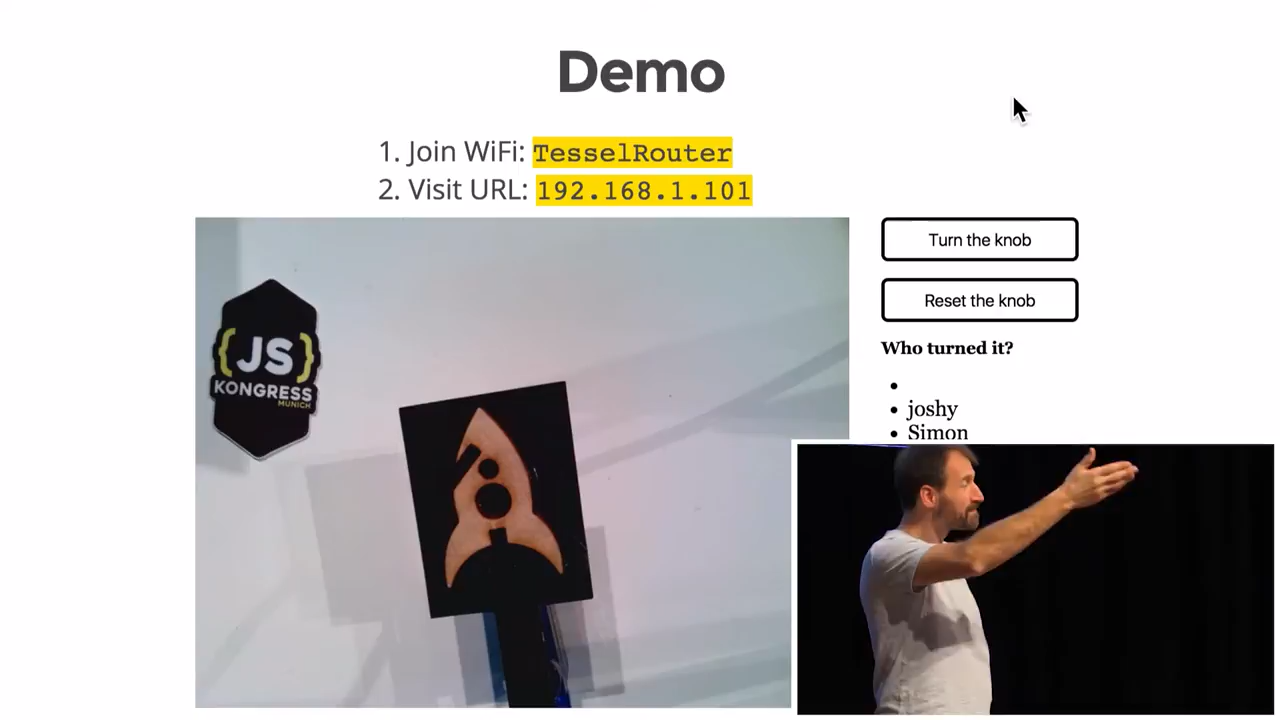 Demo
1. Join WiFi: TesselRouter
2. Visit URL: 192.168.1.101
Turn the knob
Reset the knob
Who turned it?
joshy
Simon
{JS}
KONGRESS
MUNICH